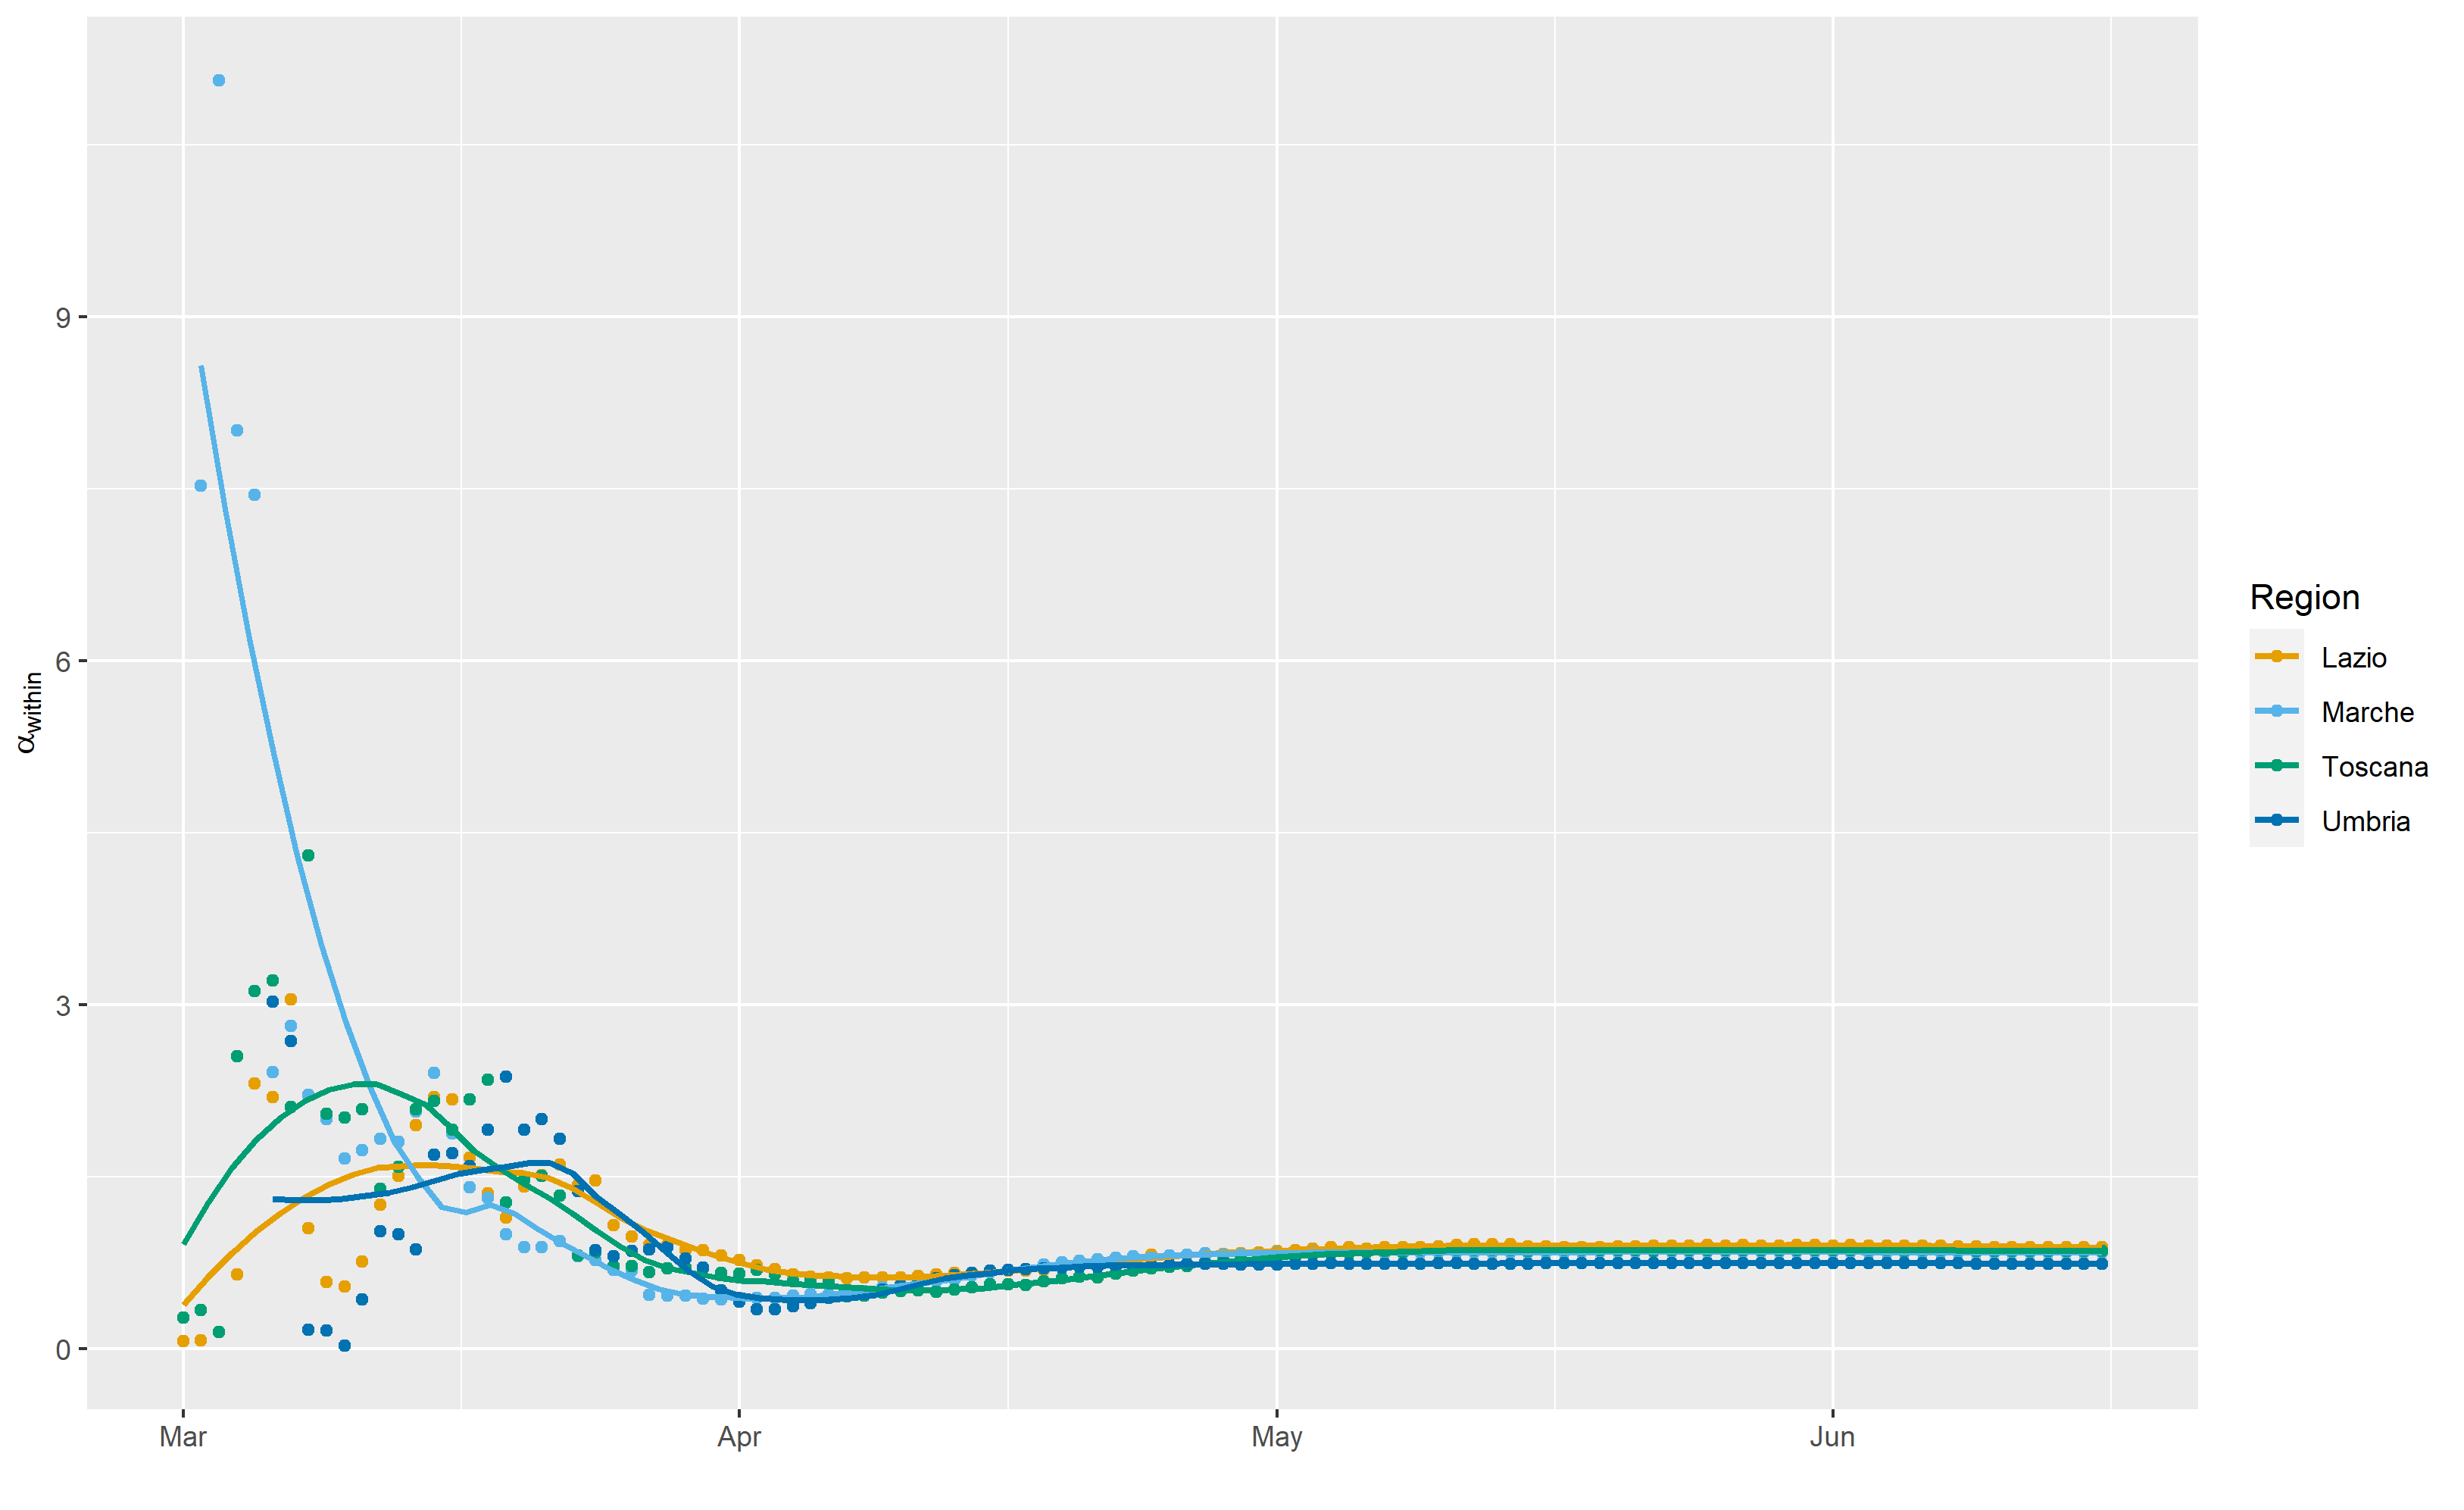 9
6
3
0
αwithin
Mar Apr May Jun
Region
Lazio
Marche
Toscana
Umbria